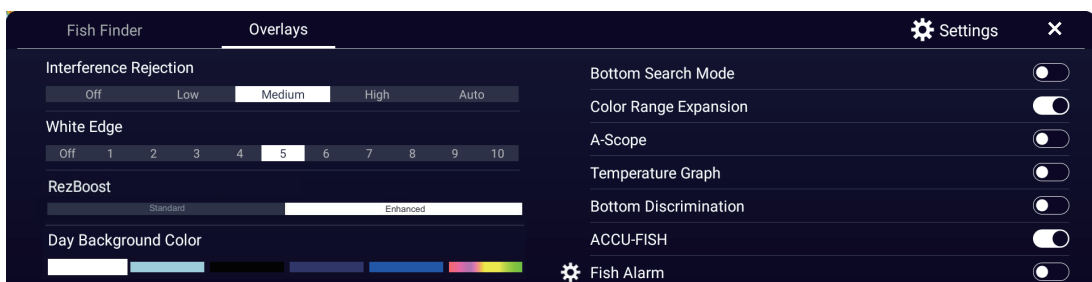 Fish Finder Overlays Settings
Interference Rejection
Off Low Medium High Auto
White Edge
Off 1 2 3 4 5 6 7 8 9 10
RezBoost
Standard Enhanced
Day Background Color
Bottom Search Mode
Color Range Expansion
A-Scope
Temperature Graph
Bottom Discrimination
ACCU-FISH
Fish Alarm